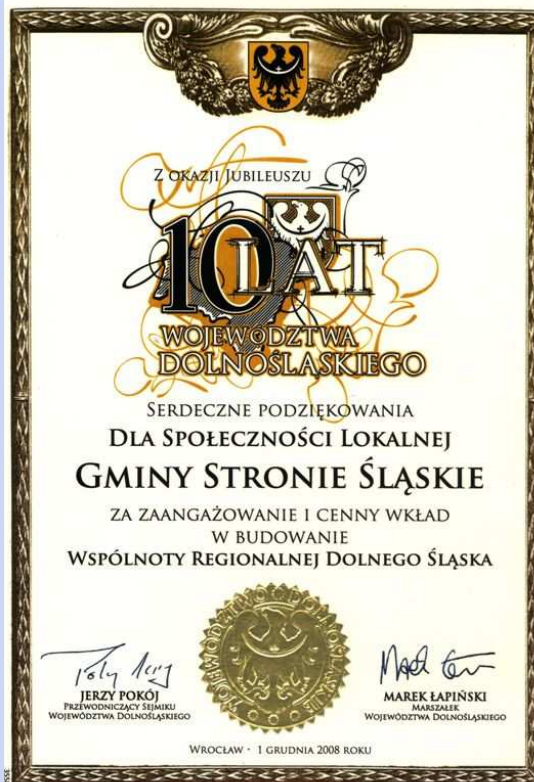 Z OKAZJI JUBILEUSZU
10 LAT
WOJEWÓDZTWA
DOLNOŚLĄSKIEGO
SERDECZNE PODZIĘKOWANIA
DLA SPOŁECZNOŚCI LOKALNEJ
GMINY STRONIE ŚLĄSKIE
ZA ZAANGAŻOWANIE I CENNY WKŁAD
W BUDOWANIE
WSPÓLNOTY REGIONALNEJ DOLNEGO ŚLĄSKA
WOJEWÓDZTWO DOLNOŚLĄSKIE
JERZY POKÓJ
PRZEWODNICZĄCY SEJMIKU
WOJEWÓDZTWA DOLNOŚLĄSKIEGO
MAREK ŁAPIŃSKI
MARSZAŁEK
WOJEWÓDZTWA DOLNOŚLĄSKIEGO
WROCŁAW · 1 GRUDNIA 2008 ROKU